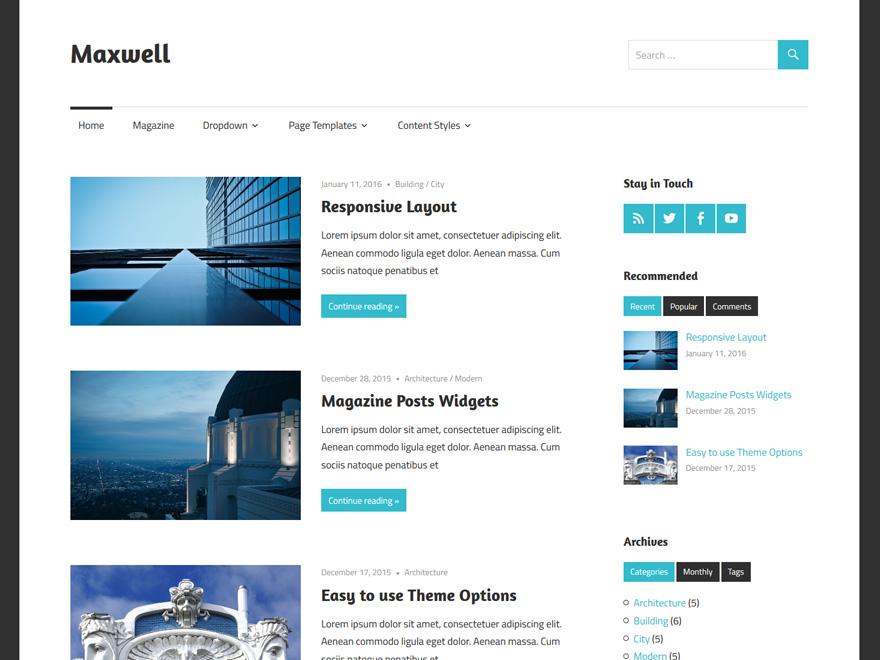 Maxwell
Search …
Home
Magazine
Dropdown
Page Templates
Content Styles
January 11, 2016 • Building / City
Responsive Layout
Lorem ipsum dolor sit amet, consectetuer adipiscing elit.
Aenean commodo ligula eget dolor. Aenean massa. Cum
sociis natoque penatibus et
Continue reading »
December 28, 2015 • Architecture / Modern
Magazine Posts Widgets
Lorem ipsum dolor sit amet, consectetuer adipiscing elit.
Aenean commodo ligula eget dolor. Aenean massa. Cum
sociis natoque penatibus et
Continue reading »
December 17, 2015 • Architecture
Easy to use Theme Options
Lorem ipsum dolor sit amet, consectetuer adipiscing elit.
Aenean commodo ligula eget dolor. Aenean massa. Cum
sociis natoque penatibus et
Stay in Touch
Recommended
Recent
Popular
Comments
Responsive Layout
January 11, 2016
Magazine Posts Widgets
December 28, 2015
Easy to use Theme Options
December 17, 2015
Archives
Categories
Monthly
Tags
Architecture (5)
Building (6)
City (5)
Modern (5)